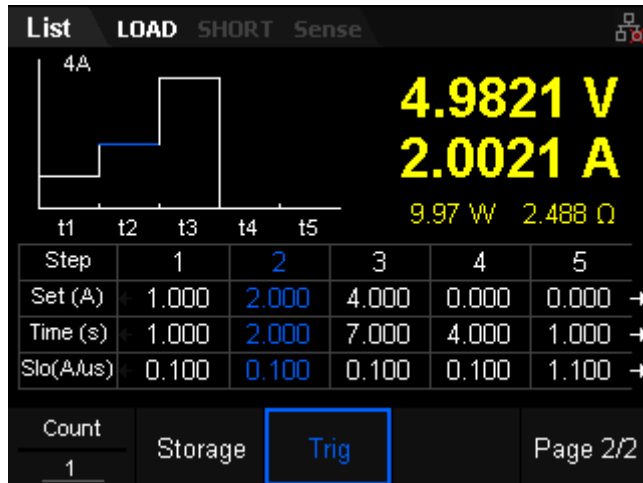 List LOAD SHORT Sense
4A
4.9821 V
2.0021 A
9.97 W 2.488 Ω
t1 t2 t3 t4 t5
Step 1 2 3 4 5
Set (A) 1.000 2.000 4.000 0.000 0.000
Time (s) 1.000 2.000 7.000 4.000 1.000
Slo(A/us) 0.100 0.100 0.100 0.100 1.100
Count
1
Storage
Trig
Page 2/2